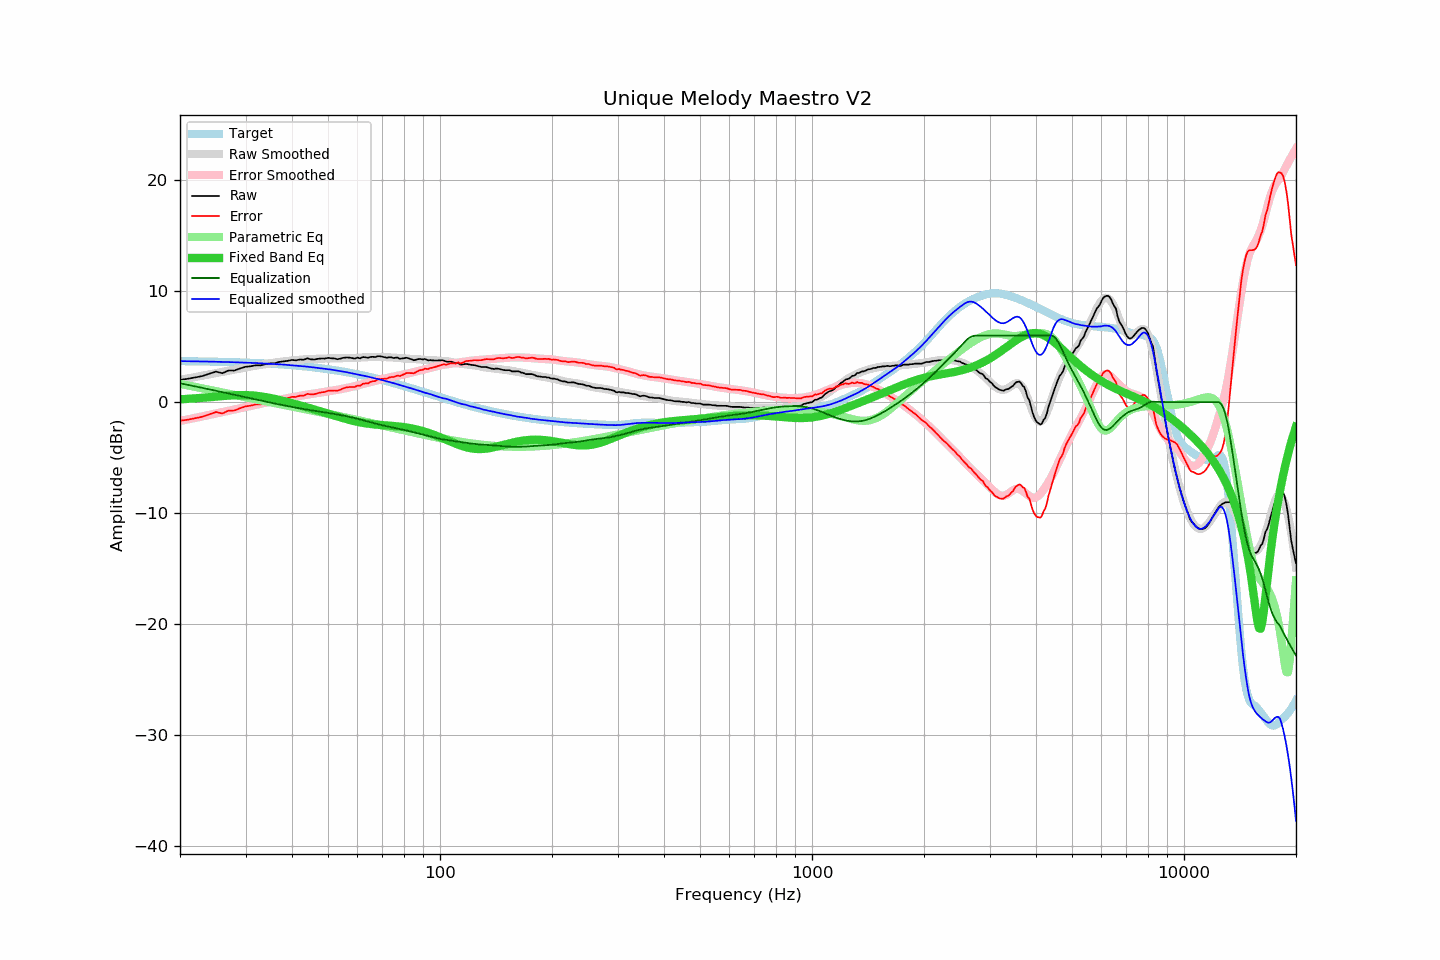 Unique Melody Maestro V2
Target
Raw Smoothed
Error Smoothed
Raw
Error
Parametric Eq
Fixed Band Eq
Equalization
Equalized smoothed
20
10
0
−10
−20
−30
−40
Amplitude (dBr)
100
1000
10000
Frequency (Hz)